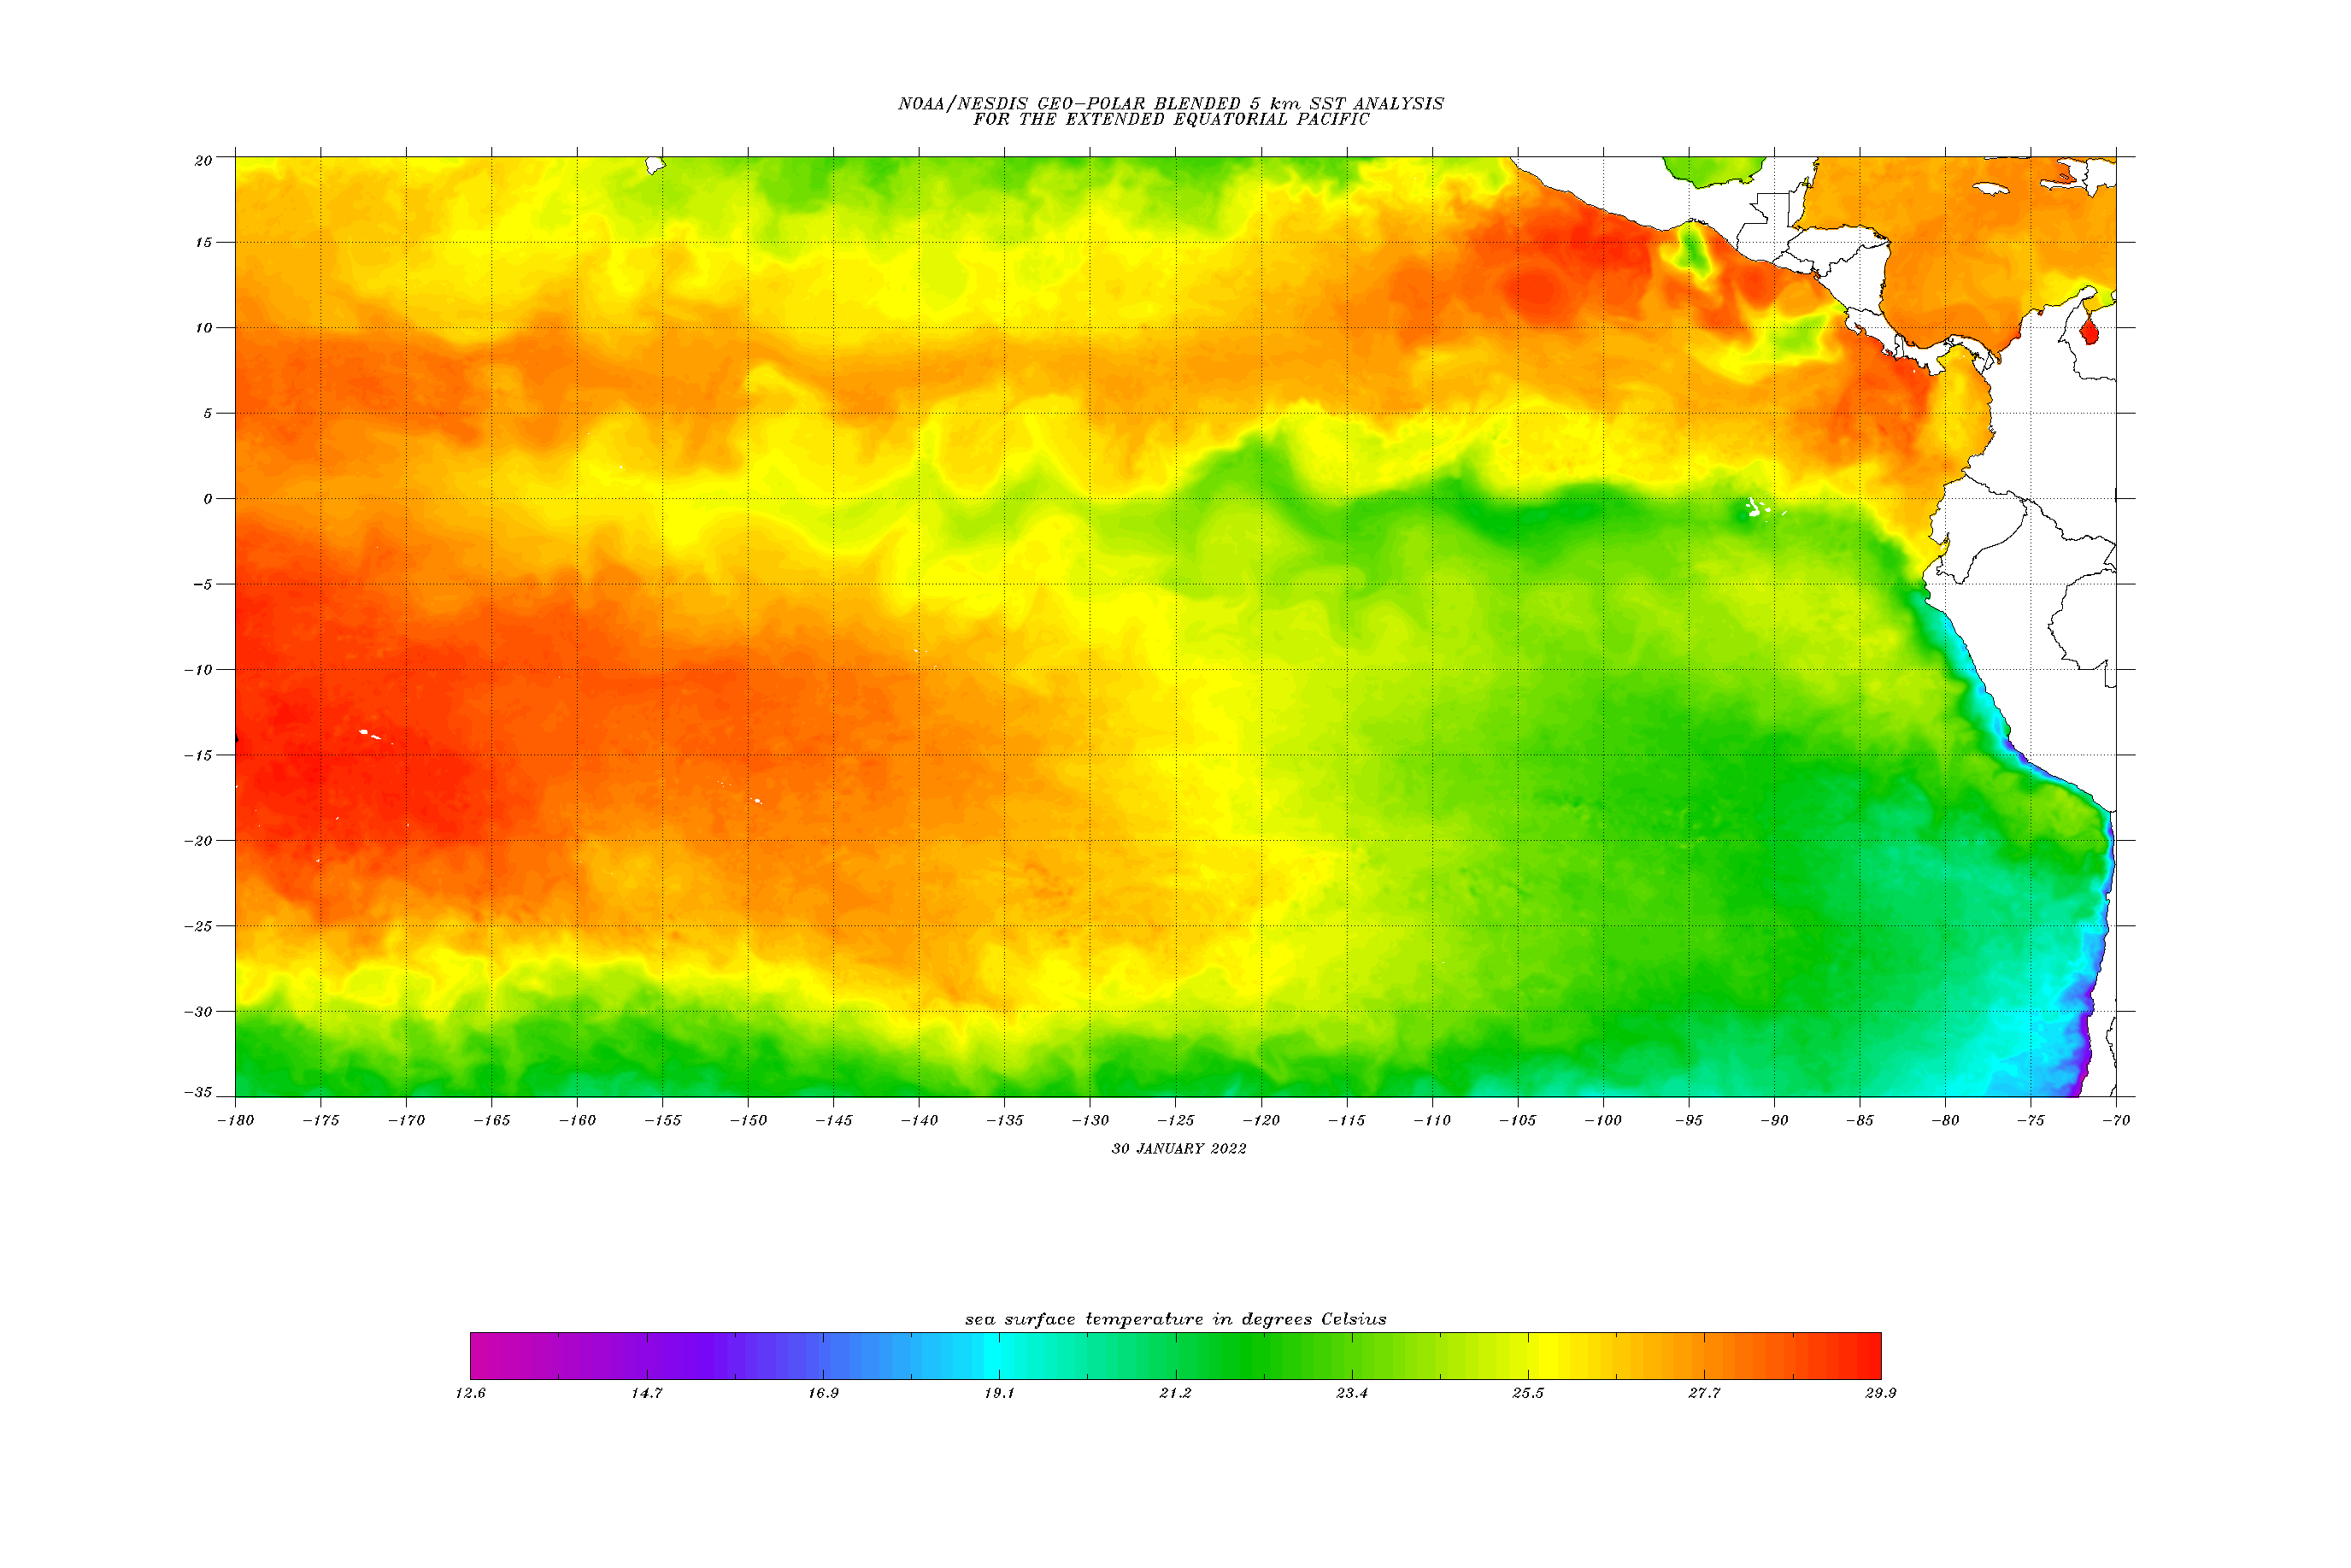 NOAA/NESDIS GEO-POLAR BLENDED 5 km SST ANALYSIS
FOR THE EXTENDED EQUATORIAL PACIFIC
20
15
10
5
0
-5
-10
-15
-20
-25
-30
-35
-180 -175 -170 -165 -160 -155 -150 -145 -140 -135 -130 -125 -120 -115 -110 -105 -100 -95 -90 -85 -80 -75 -70
30 JANUARY 2022
sea surface temperature in degrees Celsius
12.6 14.7 16.9 19.1 21.2 23.4 25.5 27.7 29.9